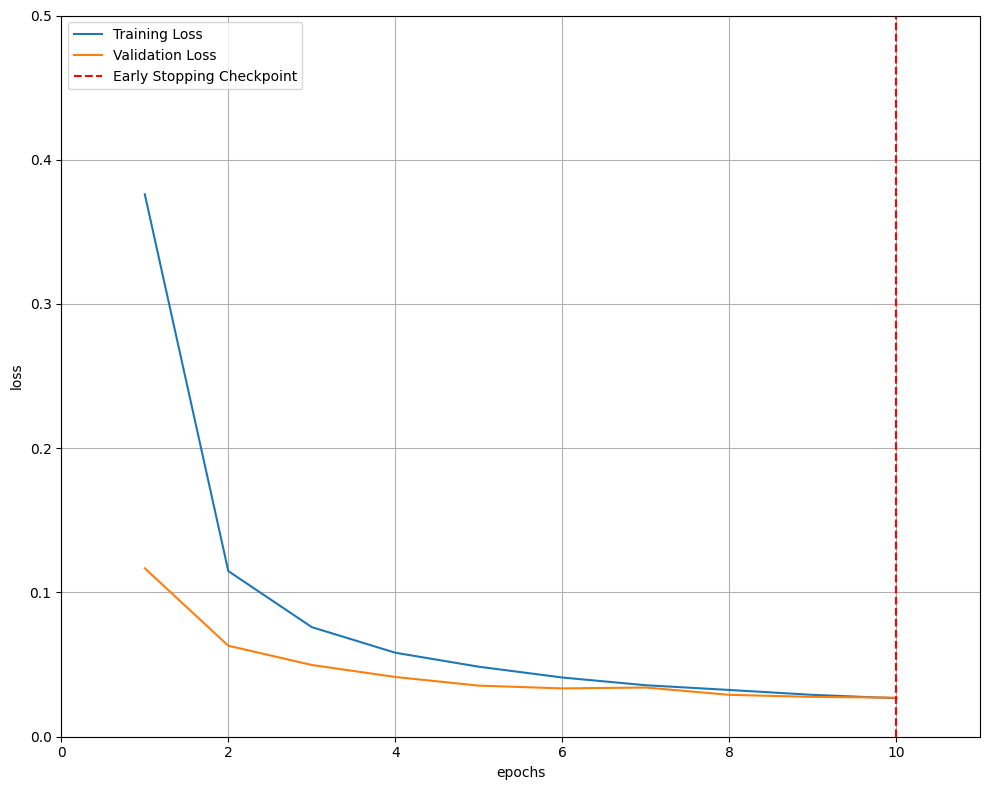 Training Loss
Validation Loss
Early Stopping Checkpoint
0.5
0.4
0.3
0.2
0.1
0.0
loss
0 2 4 6 8 10
epochs